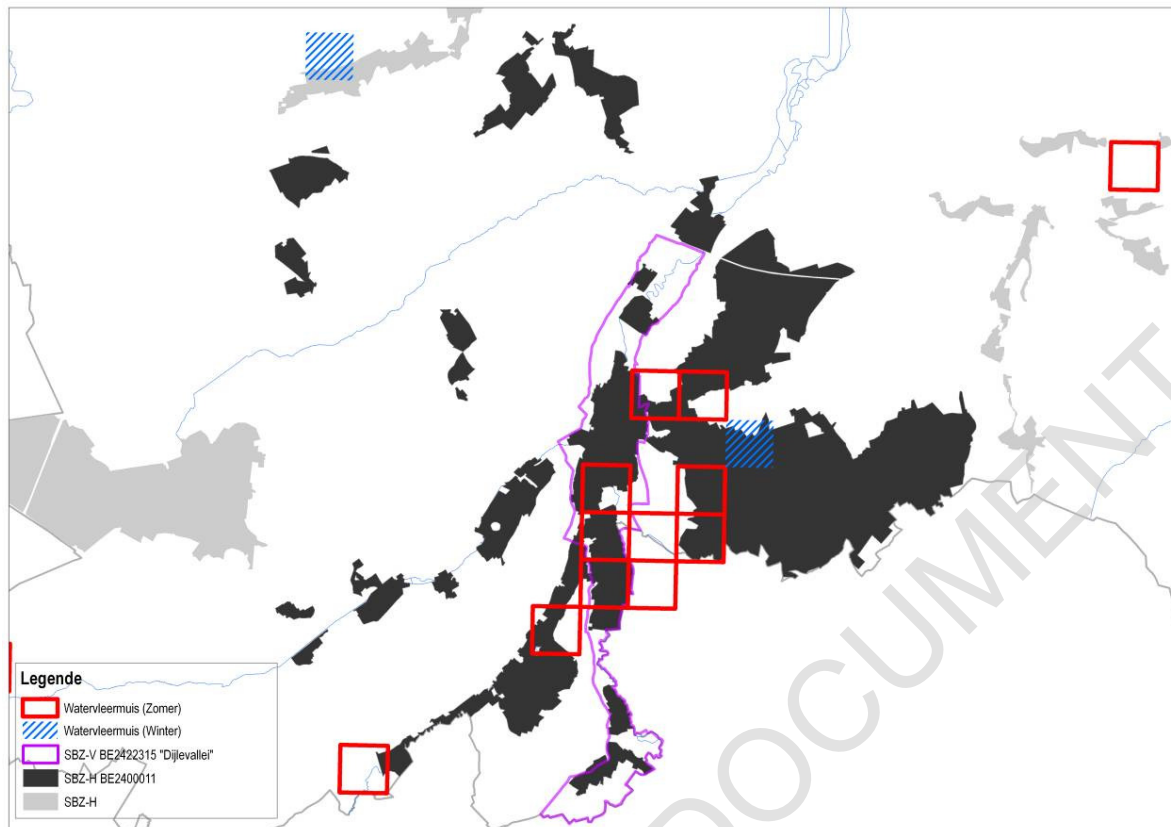 Legende
Watervleermuis (Zomer)
Watervleermuis (Winter)
SBZ-V BE2422315 "Dijlevallei"
SBZ-H BE2400011
SBZ-H
DOCUMENT